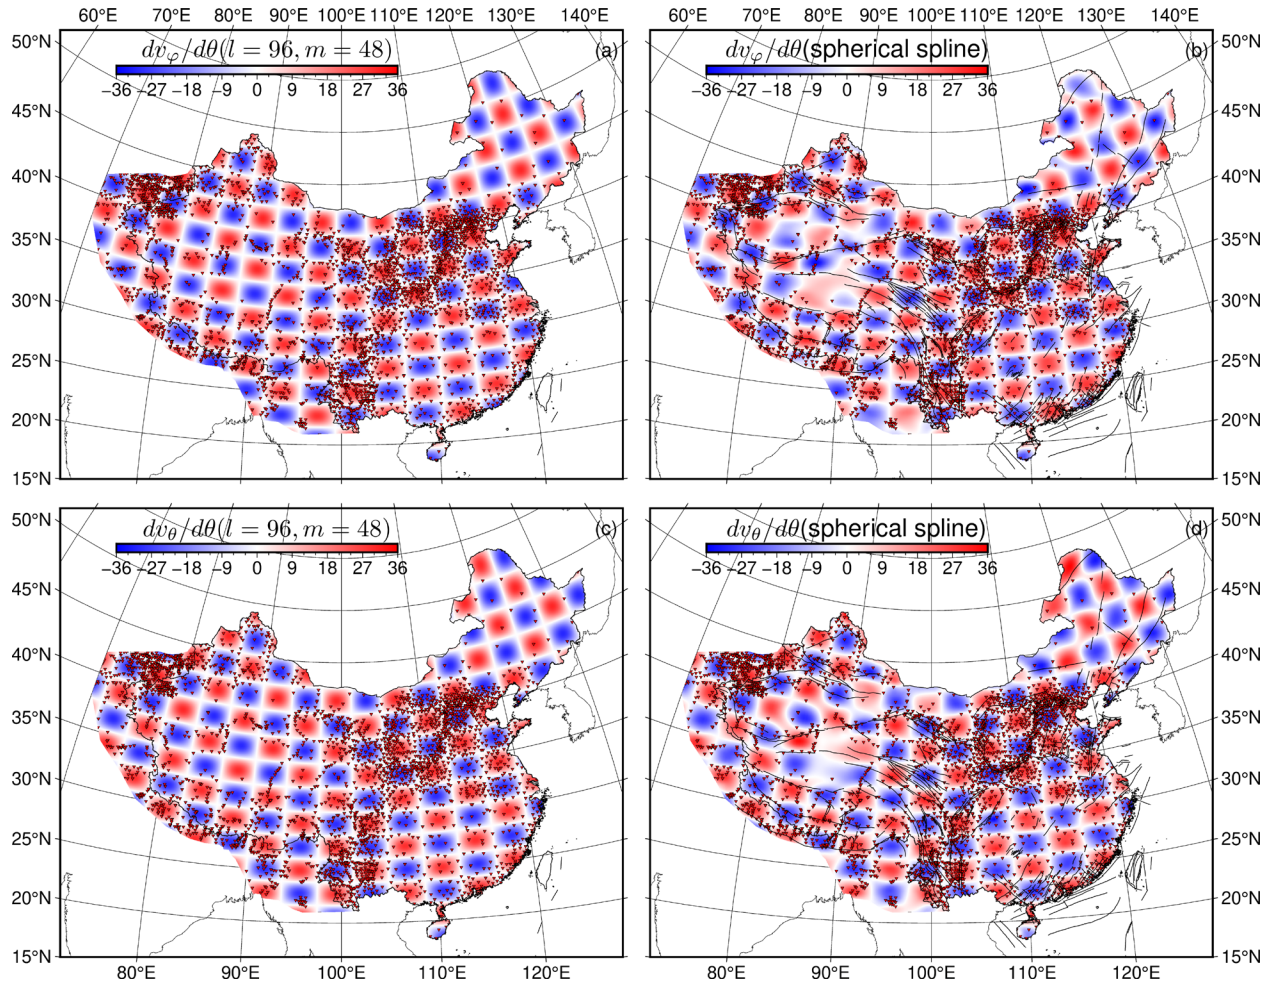 60°E 70°E 80°E 90°E 100°E 110°E 120°E 130°E 140°E 60°E 70°E 80°E 90°E 100°E 110°E 120°E 130°E 140°E
50°N dvφ/dθ(l = 96, m = 48) (a) dvφ/dθ(spherical spline) (b) 50°N
−36 −27 −18 −9 0 9 18 27 36 −36 −27 −18 −9 0 9 18 27 36
45°N 45°N
40°N 40°N
35°N 35°N
30°N 30°N
25°N 25°N
20°N 20°N
15°N 15°N
50°N dvθ/dθ(l = 96, m = 48) (c) dvθ/dθ(spherical spline) (d) 50°N
−36 −27 −18 −9 0 9 18 27 36 −36 −27 −18 −9 0 9 18 27 36
45°N 45°N
40°N 40°N
35°N 35°N
30°N 30°N
25°N 25°N
20°N 20°N
15°N 15°N
80°E 90°E 100°E 110°E 120°E 80°E 90°E 100°E 110°E 120°E